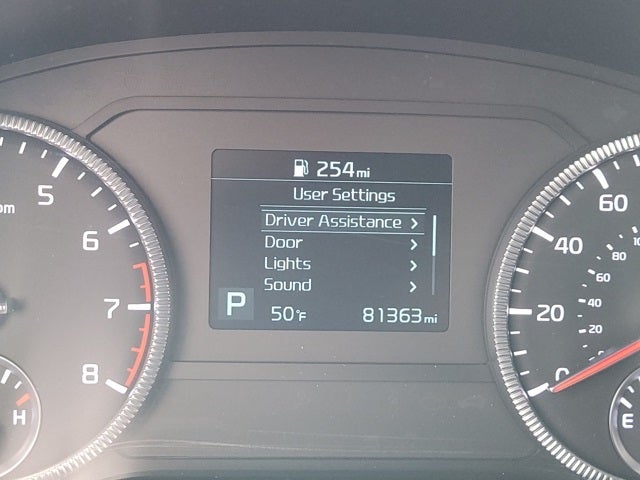 254mi
User Settings
Driver Assistance >
Door >
Lights >
Sound >
P 50°F 81363mi
5
6
7
8
H
60
40
20
0
80
60
40
20
E